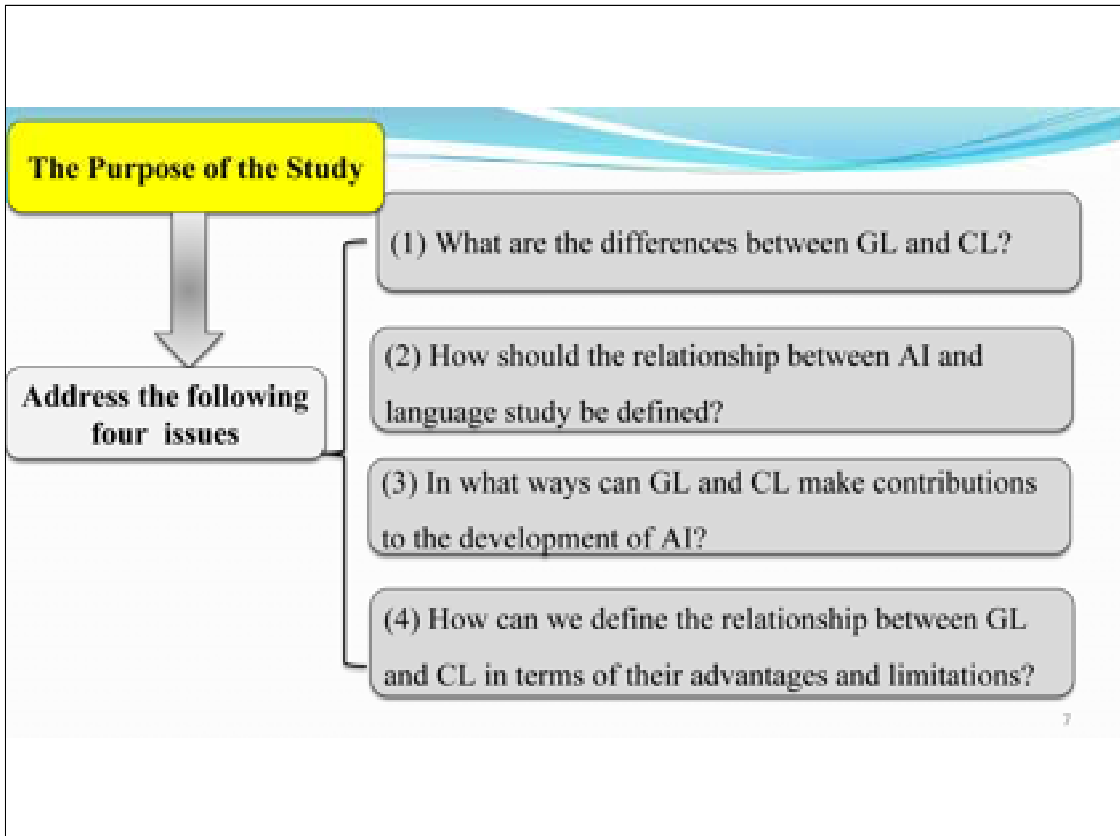 The Purpose of the Study
(1) What are the differences between GL and CL?
(2) How should the relationship between AI and
language study be defined?
Address the following
four issues
(3) In what ways can GL and CL make contributions
to the development of AI?
(4) How can we define the relationship between GL
and CL in terms of their advantages and limitations?
7